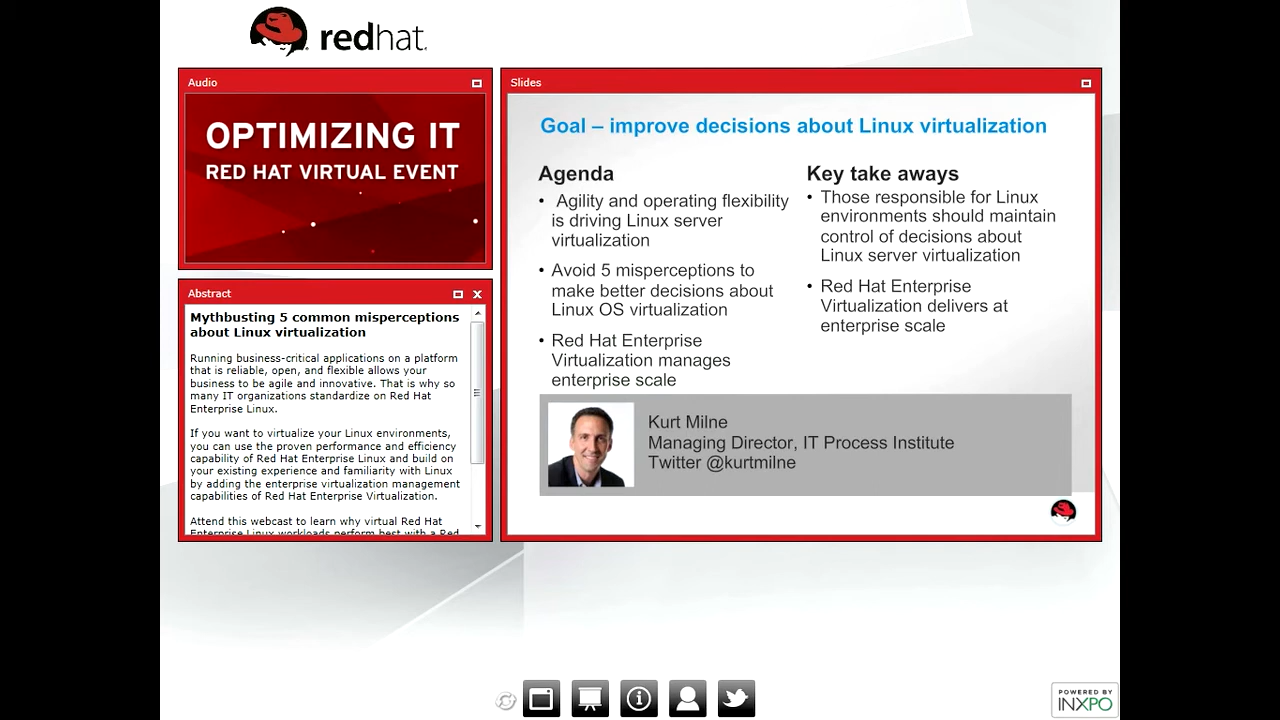 redhat.
Audio
OPTIMIZING IT
RED HAT VIRTUAL EVENT
Abstract
Mythbusting 5 common misperceptions
about Linux virtualization
Running business-critical applications on a platform
that is reliable, open, and flexible allows your
business to be agile and innovative. That is why so
many IT organizations standardize on Red Hat
Enterprise Linux.
If you want to virtualize your Linux environments,
you can use the proven performance and efficiency
capability of Red Hat Enterprise Linux and build on
your existing experience and familiarity with Linux
by adding the enterprise virtualization management
capabilities of Red Hat Enterprise Virtualization.
Attend this webcast to learn why virtual Red Hat
Enterprise Linux workloads perform best with a Red
Slides
Goal – improve decisions about Linux virtualization
Agenda
• Agility and operating flexibility
is driving Linux server
virtualization
• Avoid 5 misperceptions to
make better decisions about
Linux OS virtualization
• Red Hat Enterprise
Virtualization manages
enterprise scale
Key take aways
• Those responsible for Linux
environments should maintain
control of decisions about
Linux server virtualization
• Red Hat Enterprise
Virtualization delivers at
enterprise scale
Kurt Milne
Managing Director, IT Process Institute
Twitter @kurtmilne
POWERED BY
INXPO